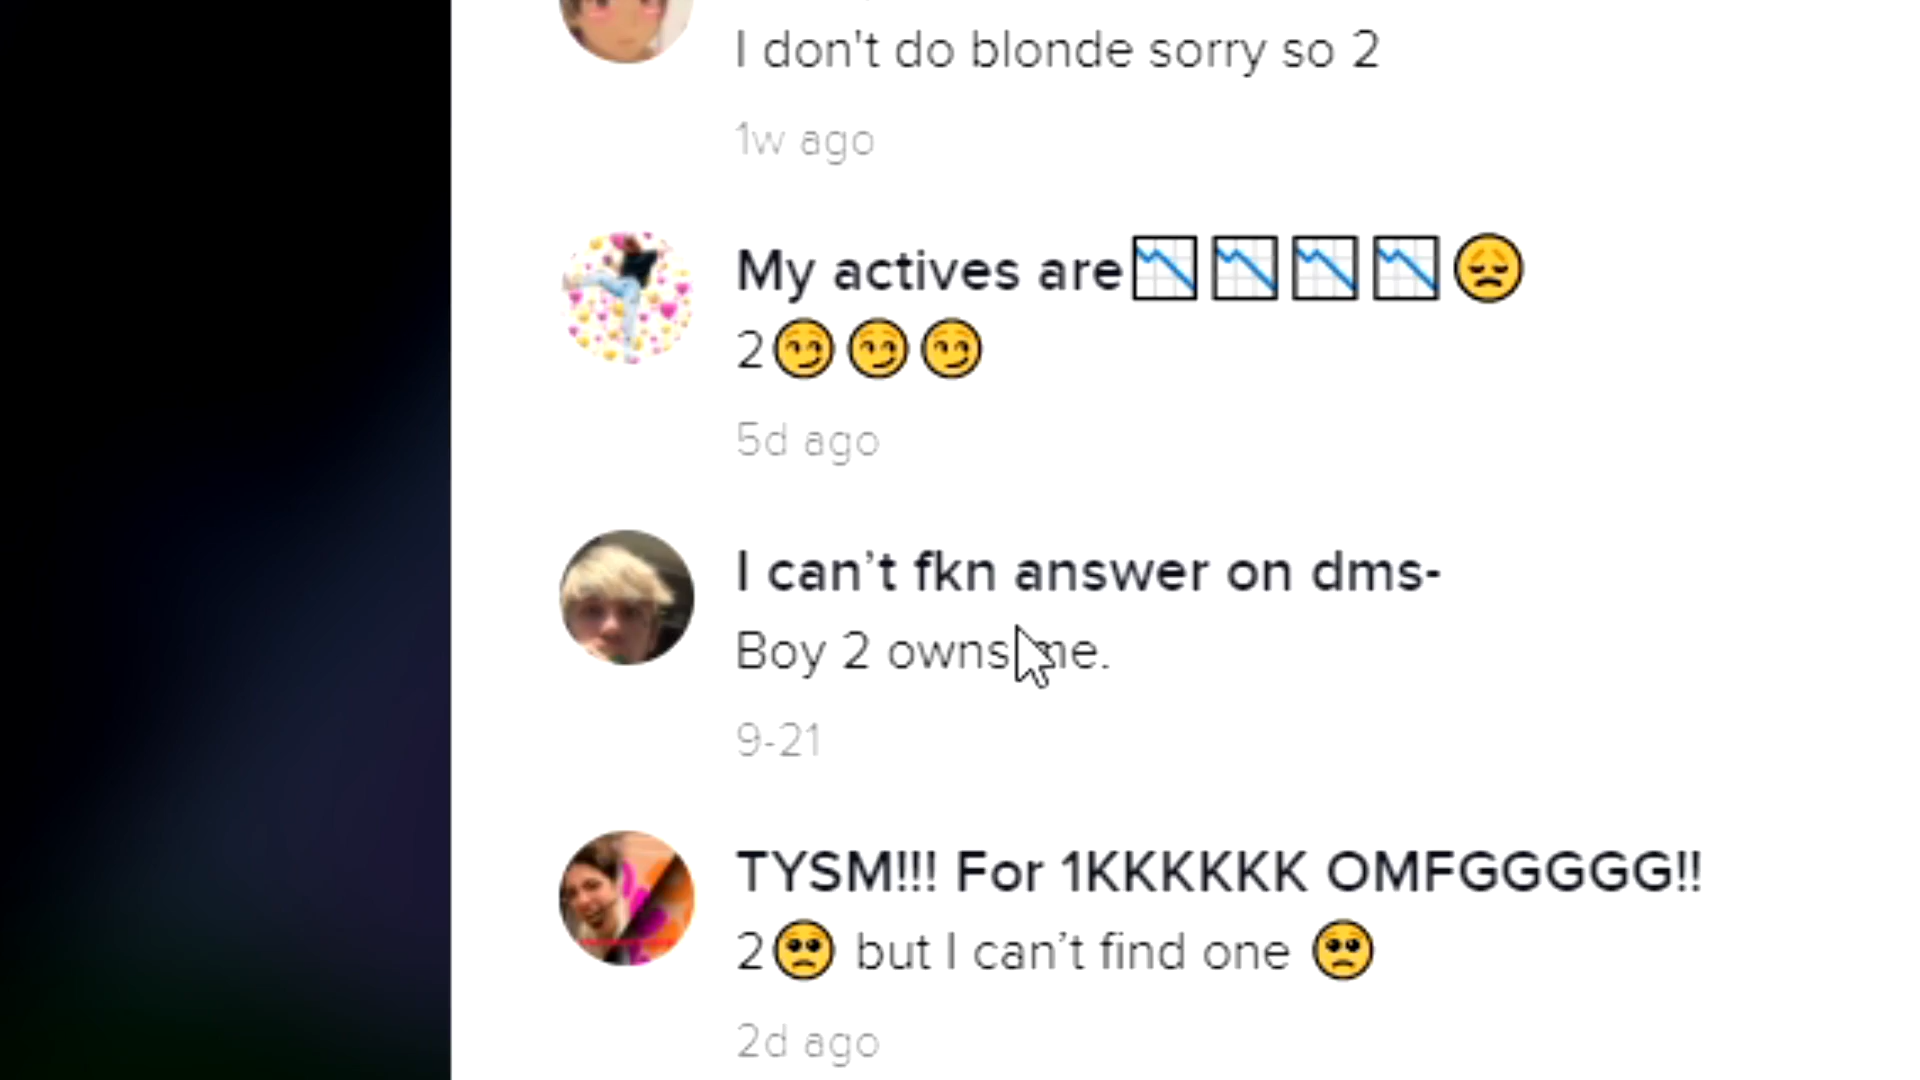 I don't do blonde sorry so 2
1w ago
My actives are📉📉📉📉😞
2😏😏😏
5d ago
I can’t fkn answer on dms-
Boy 2 owns me.
9-21
TYSM!!! For 1KKKKKK OMFGGGGG!!
2🥺 but I can’t find one 🥺
2d ago